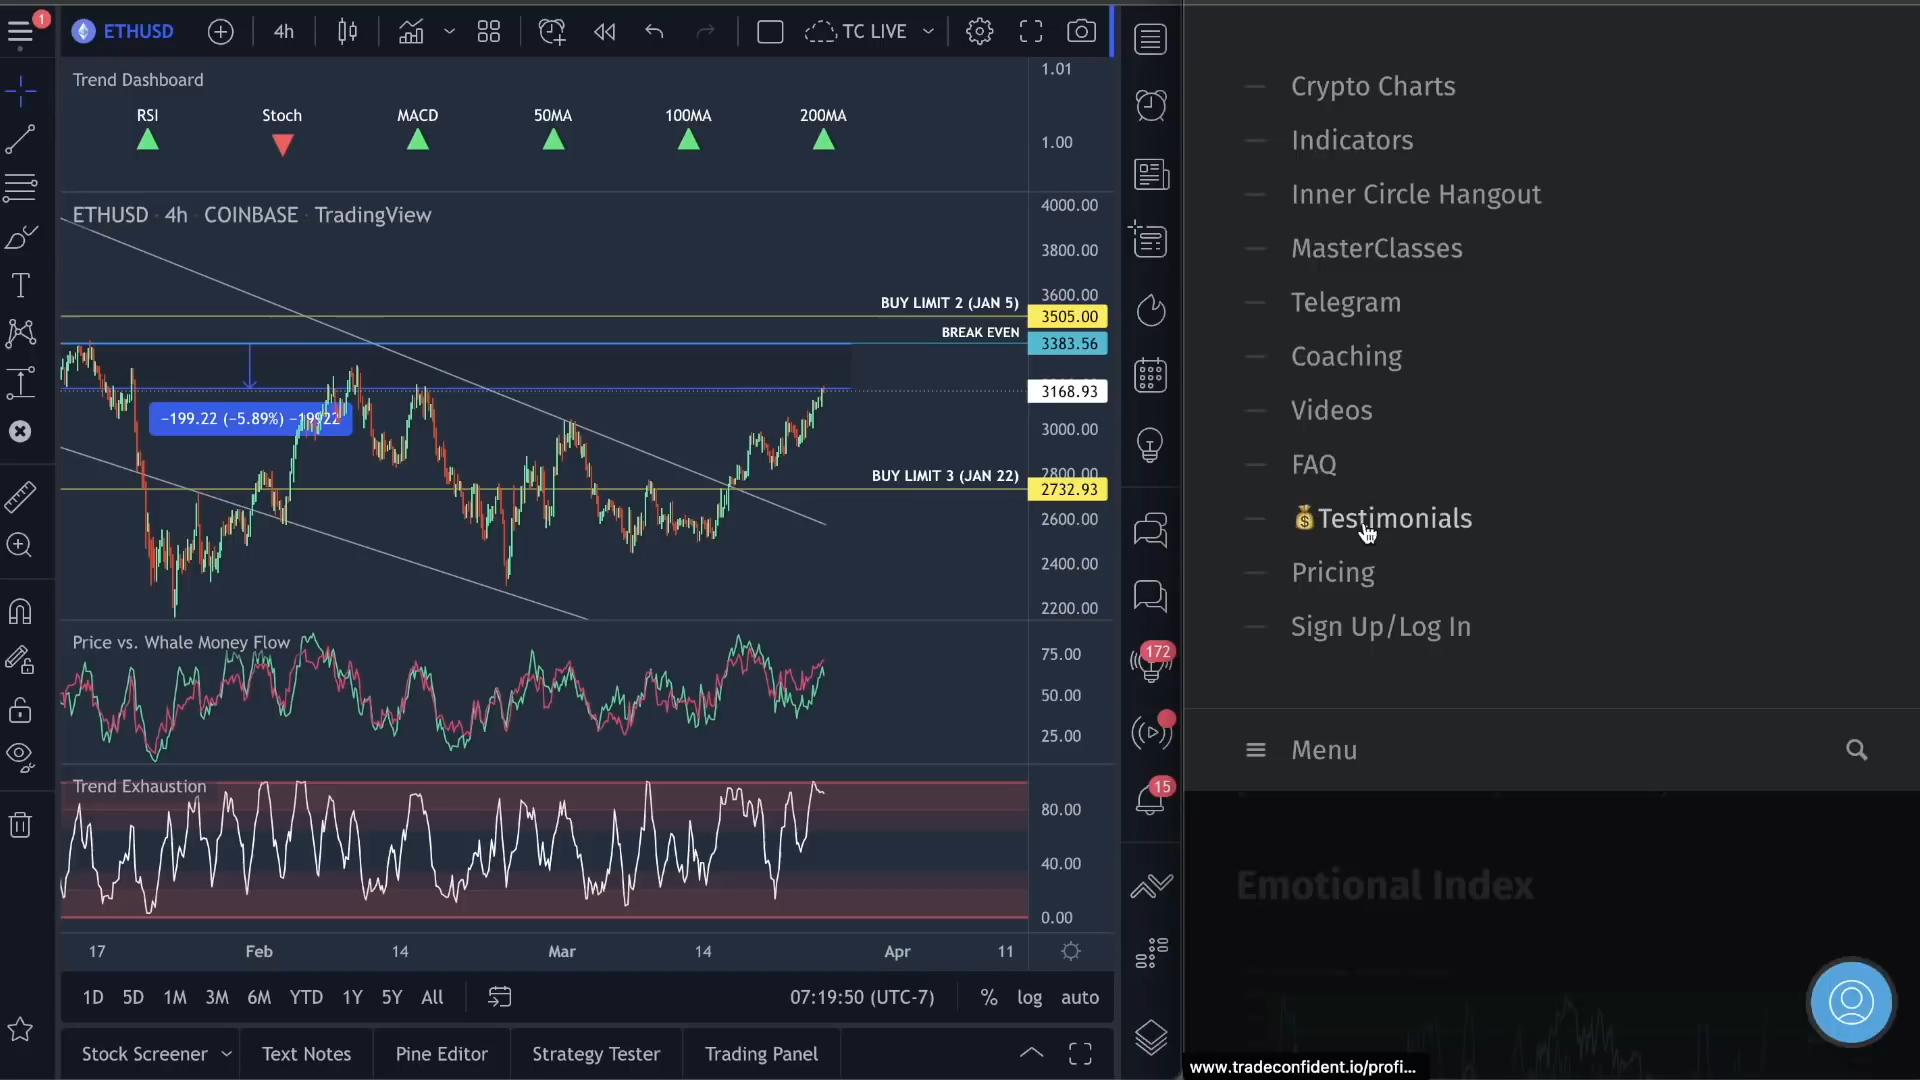 1
ETHUSD
4h
TC LIVE
Trend Dashboard
RSI
Stoch
MACD
50MA
100MA
200MA
1.01
1.00
ETHUSD · 4h · COINBASE · TradingView
4000.00
3800.00
3600.00
BUY LIMIT 2 (JAN 5)
3505.00
BREAK EVEN
3383.56
3168.93
−199.22 (−5.89%) −19922
3000.00
2800.00
BUY LIMIT 3 (JAN 22)
2732.93
2600.00
2400.00
2200.00
Price vs. Whale Money Flow
75.00
50.00
25.00
Trend Exhaustion
80.00
40.00
0.00
17
Feb
14
Mar
14
Apr
11
1D
5D
1M
3M
6M
YTD
1Y
5Y
All
07:19:50 (UTC-7)
%
log
auto
Stock Screener
Text Notes
Pine Editor
Strategy Tester
Trading Panel
172
15
Crypto Charts
Indicators
Inner Circle Hangout
MasterClasses
Telegram
Coaching
Videos
FAQ
💰Testimonials
Pricing
Sign Up/Log In
Menu
Emotional Index
www.tradeconfident.io/profi...